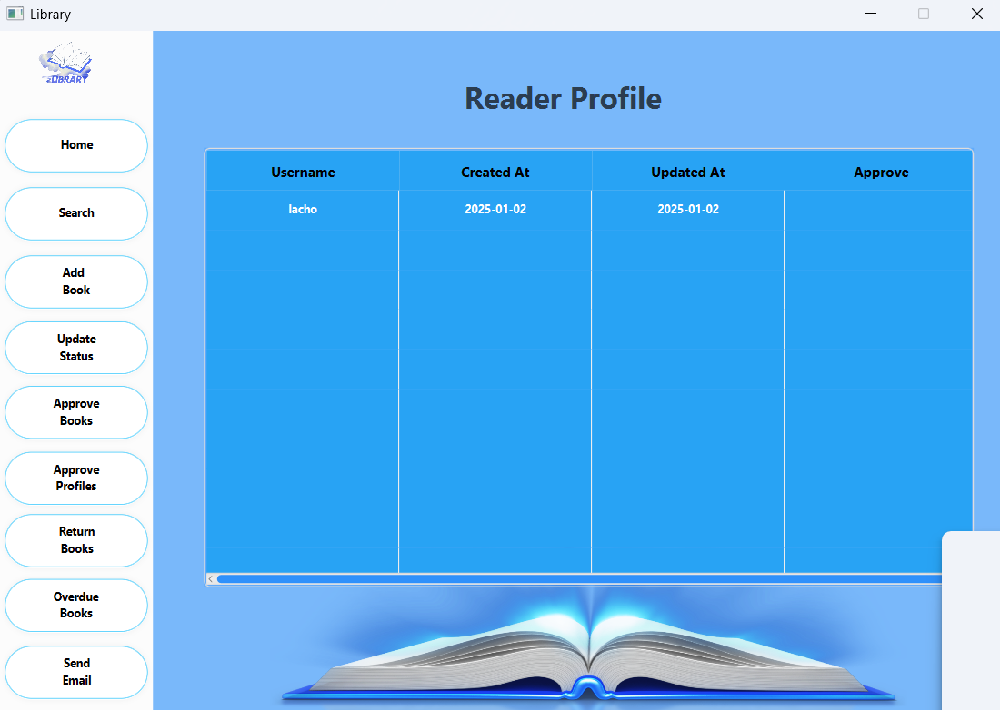 Library
eLIBRARY
Home
Search
Add
Book
Update
Status
Approve
Books
Approve
Profiles
Return
Books
Overdue
Books
Send
Email
Reader Profile
Username Created At Updated At Approve
lacho 2025-01-02 2025-01-02